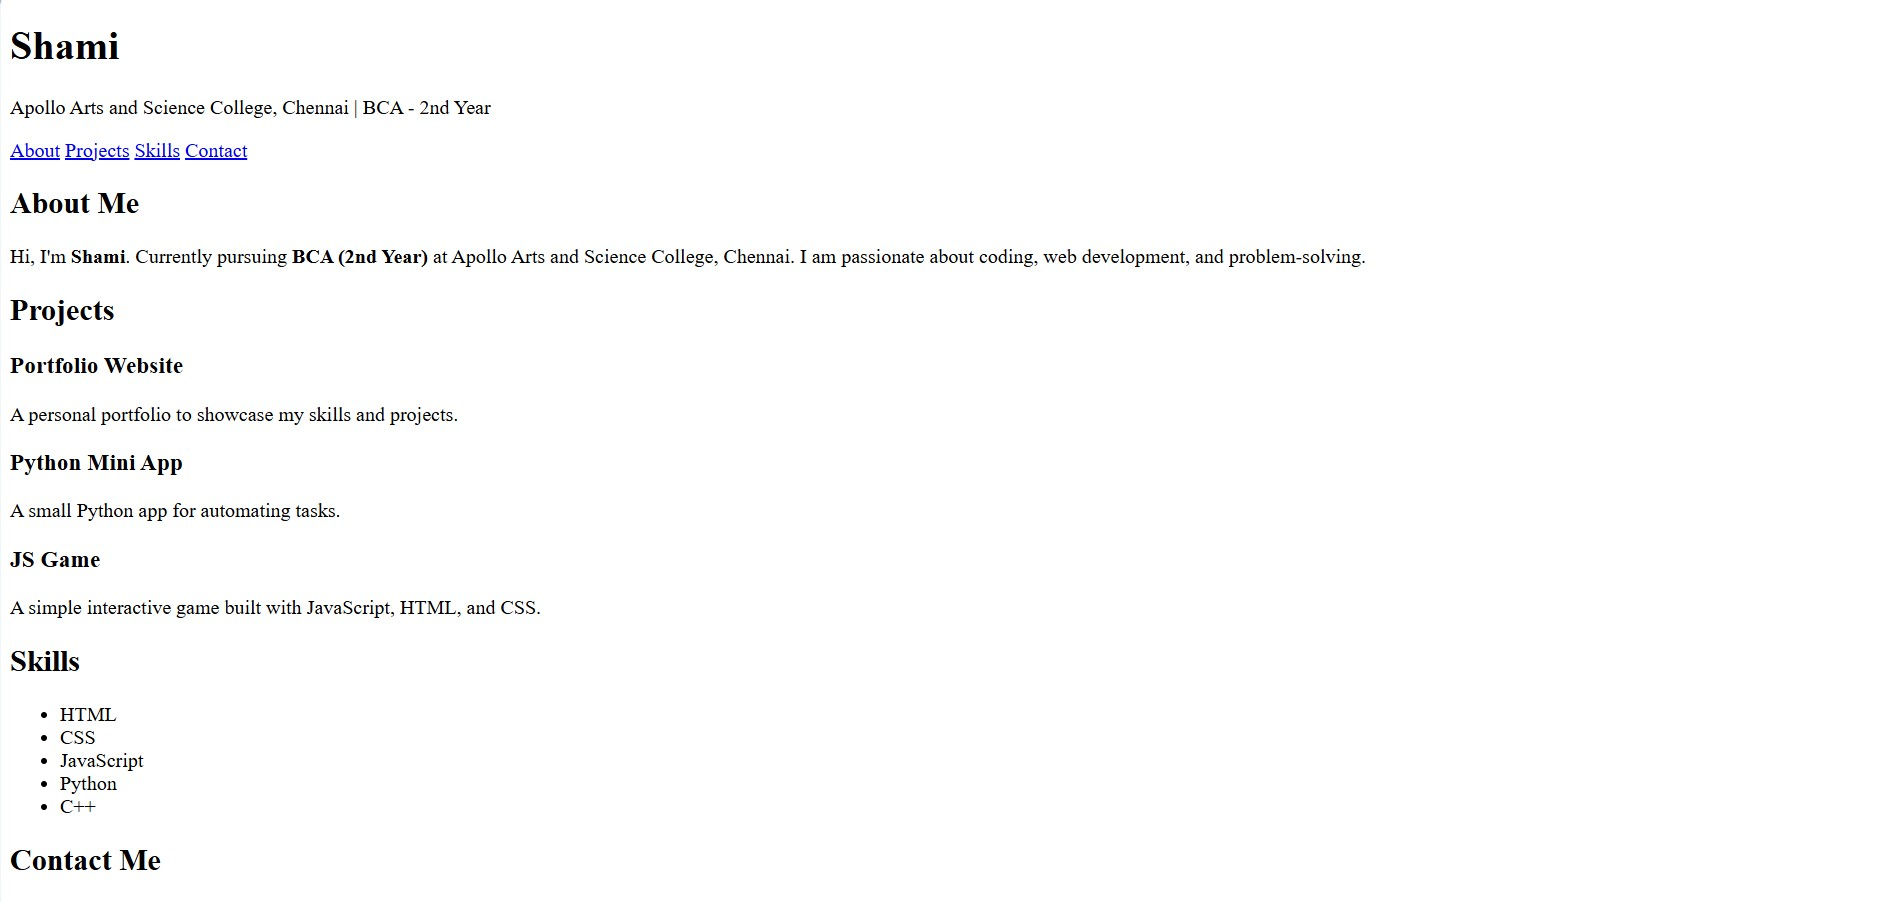 Shami
Apollo Arts and Science College, Chennai | BCA - 2nd Year
About Projects Skills Contact
About Me
Hi, I'm Shami. Currently pursuing BCA (2nd Year) at Apollo Arts and Science College, Chennai. I am passionate about coding, web development, and problem-solving.
Projects
Portfolio Website
A personal portfolio to showcase my skills and projects.
Python Mini App
A small Python app for automating tasks.
JS Game
A simple interactive game built with JavaScript, HTML, and CSS.
Skills
• HTML
• CSS
• JavaScript
• Python
• C++
Contact Me